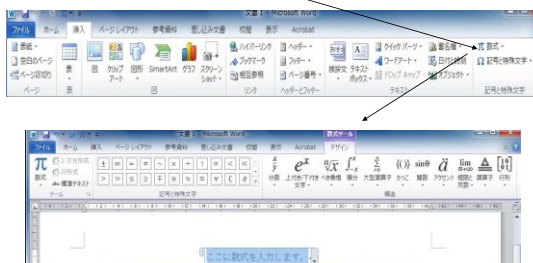 文書 1 - Microsoft Word
ファイル ホーム 挿入 ページ レイアウト 参考資料 差し込み文書 校閲 表示 Acrobat
表紙 ハイパーリンク ヘッダー クイック パーツ 署名欄 π 数式
空白のページ ブックマーク フッター ワードアート 日付と時刻 Ω 記号と特殊文字
ページ区切り 相互参照 ページ番号 ドロップ キャップ オブジェクト
表 図 クリップ アート 図形 SmartArt グラフ スクリーン ショット 挨拶文 テキスト ボックス
ページ 表 図 リンク ヘッダーとフッター テキスト 記号と特殊文字
文書 1 - Microsoft Word 数式ツール
ファイル ホーム 挿入 ページ レイアウト 参考資料 差し込み文書 校閲 表示 Acrobat デザイン
π 数式 abc 標準テキスト
± ∞ = ≠ ~ × ÷ ! ∝ < ≪
> ≫ ≤ ≥ ∓ ≅ ≈ ≡ ∀ ∁ ∂
分数 上付き/下付き 文字 べき乗根 積分 大型演算子 かっこ 関数 アクセント 極限と 対数 演算子 行列
ツール 記号と特殊文字 構造
ここに数式を入力します。